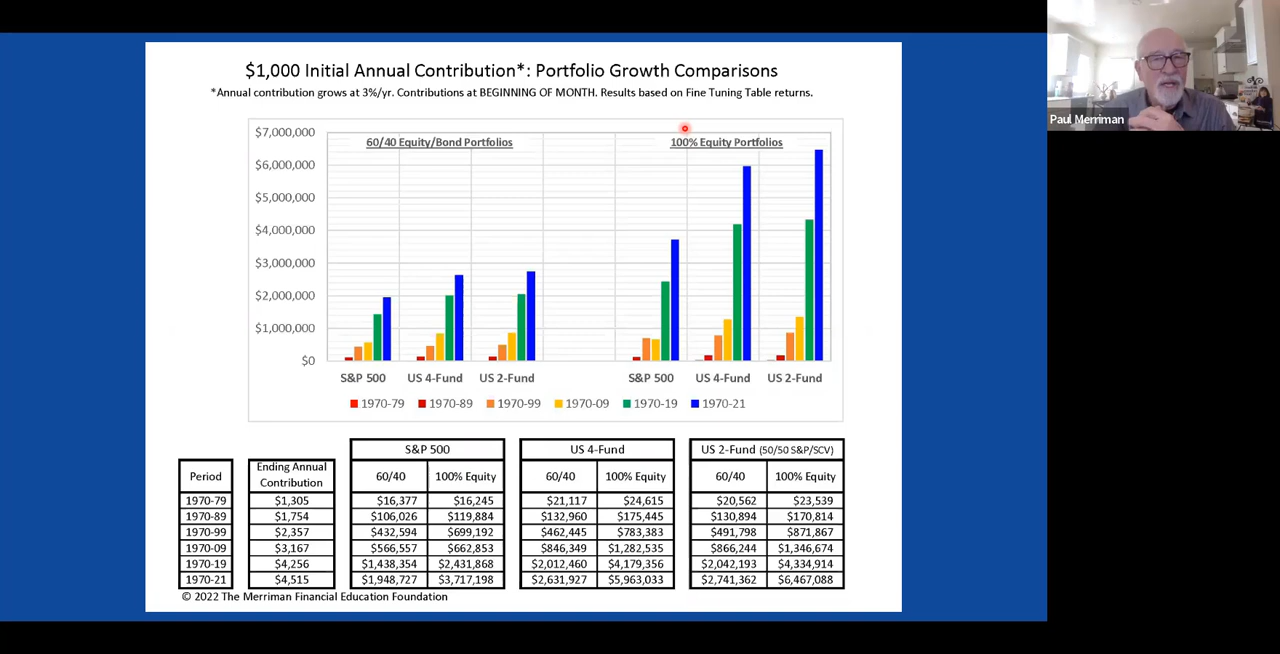 $1,000 Initial Annual Contribution*: Portfolio Growth Comparisons
*Annual contribution grows at 3%/yr. Contributions at BEGINNING OF MONTH. Results based on Fine Tuning Table returns.
Paul Merriman
60/40 Equity/Bond Portfolios 100% Equity Portfolios
$7,000,000
$6,000,000
$5,000,000
$4,000,000
$3,000,000
$2,000,000
$1,000,000
$0
S&P 500 US 4-Fund US 2-Fund S&P 500 US 4-Fund US 2-Fund
1970-79 1970-89 1970-99 1970-09 1970-19 1970-21
S&P 500 US 4-Fund US 2-Fund (50/50 S&P/SCV)
Period Ending Annual Contribution 60/40 100% Equity 60/40 100% Equity 60/40 100% Equity
1970-79 $1,305 $16,377 $16,245 $21,117 $24,615 $20,562 $23,539
1970-89 $1,754 $106,026 $119,884 $132,960 $175,445 $130,894 $170,814
1970-99 $2,357 $432,594 $699,192 $462,445 $783,383 $491,798 $871,867
1970-09 $3,167 $566,557 $662,853 $846,349 $1,282,535 $866,244 $1,346,674
1970-19 $4,256 $1,438,354 $2,431,868 $2,012,460 $4,179,356 $2,042,193 $4,334,914
1970-21 $4,515 $1,948,727 $3,717,198 $2,631,927 $5,963,033 $2,741,362 $6,467,088
© 2022 The Merriman Financial Education Foundation